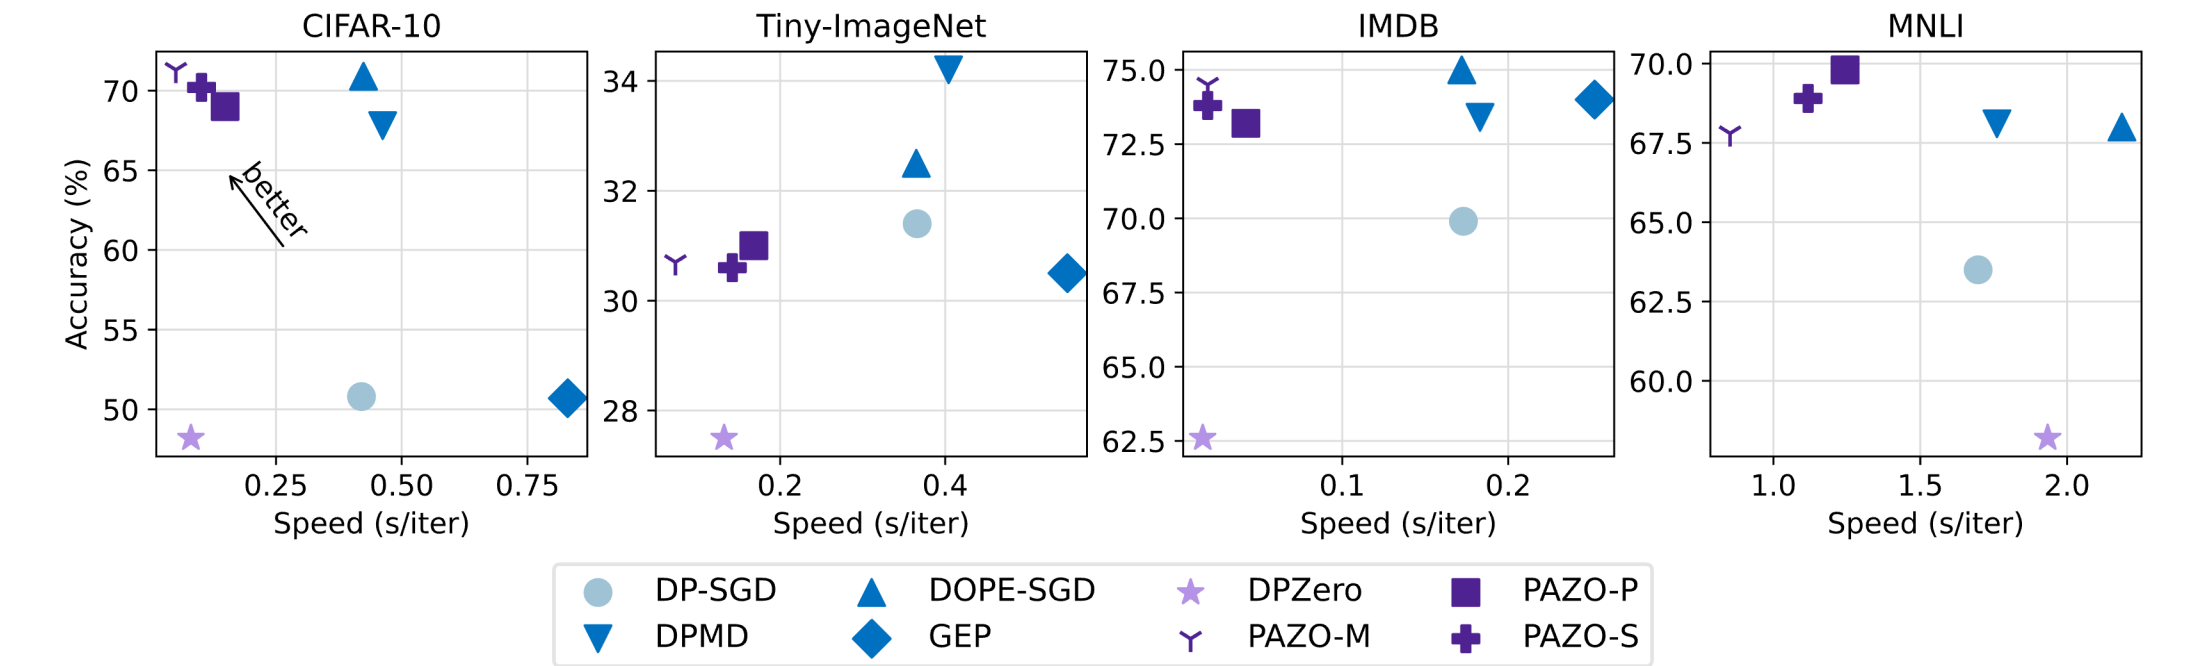 CIFAR-10 Tiny-ImageNet IMDB MNLI
Accuracy (%)
70
65
60
55
50
better
0.25 0.50 0.75
Speed (s/iter)
34
32
30
28
0.2 0.4
Speed (s/iter)
75.0
72.5
70.0
67.5
65.0
62.5
0.1 0.2
Speed (s/iter)
70.0
67.5
65.0
62.5
60.0
1.0 1.5 2.0
Speed (s/iter)
DP-SGD DOPE-SGD DPZero PAZO-P
DPMD GEP PAZO-M PAZO-S